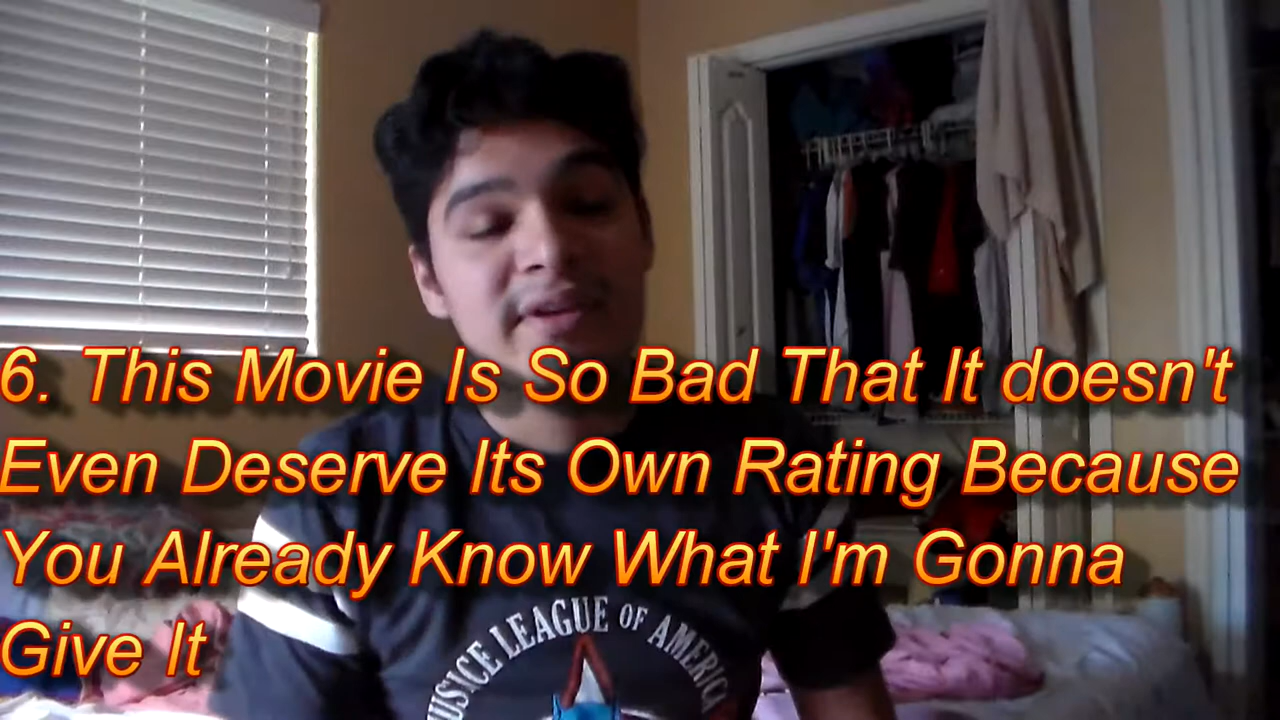 6. This Movie Is So Bad That It doesn't
Even Deserve Its Own Rating Because
You Already Know What I'm Gonna
Give It
LEAGUE OF